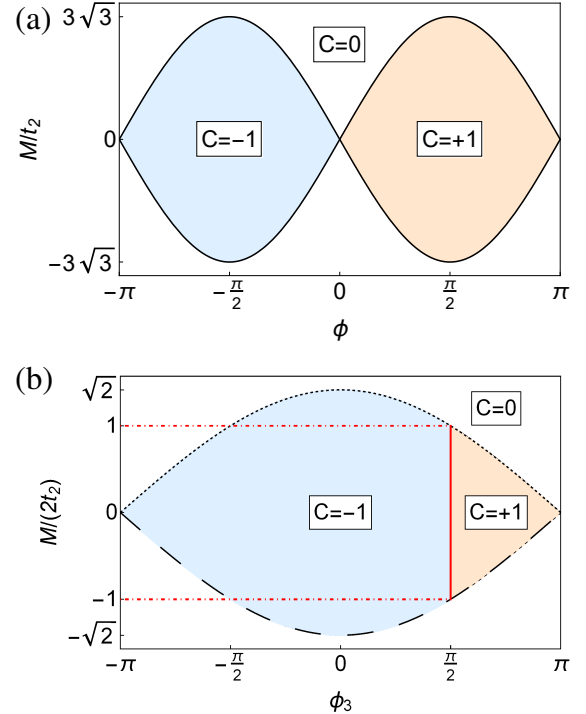 (a)
3√3
C=0
M/t₂
0
C=−1
C=+1
−3√3
−π
−π/2
0
π/2
π
ϕ
(b)
√2
1
C=0
M/(2t₂)
0
C=−1
C=+1
−1
−√2
−π
−π/2
0
π/2
π
ϕ₃